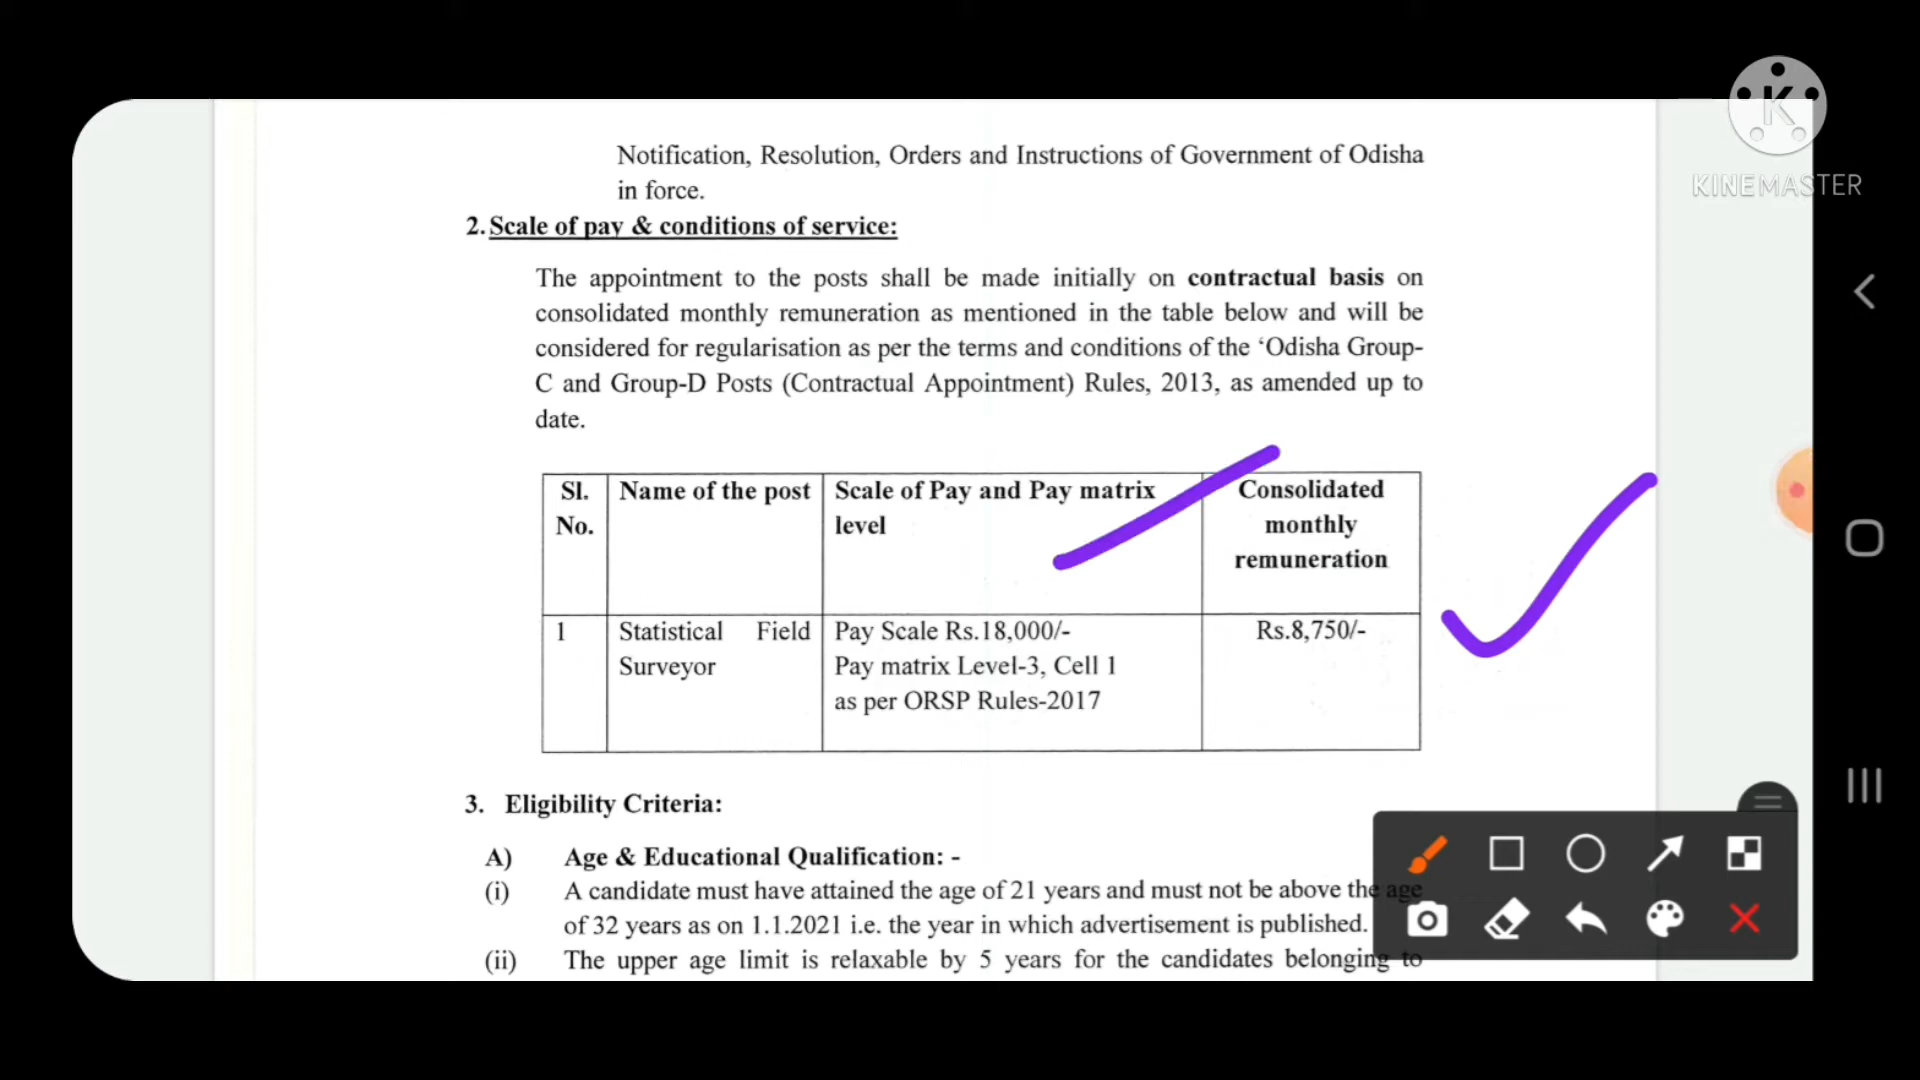 Notification, Resolution, Orders and Instructions of Government of Odisha
in force.
2. Scale of pay & conditions of service:
The appointment to the posts shall be made initially on contractual basis on
consolidated monthly remuneration as mentioned in the table below and will be
considered for regularisation as per the terms and conditions of the ‘Odisha Group-
C and Group-D Posts (Contractual Appointment) Rules, 2013, as amended up to
date.
Sl. No.
Name of the post
Scale of Pay and Pay matrix
level
Consolidated
monthly
remuneration
1
Statistical Field
Surveyor
Pay Scale Rs.18,000/-
Pay matrix Level-3, Cell 1
as per ORSP Rules-2017
Rs.8,750/-
3. Eligibility Criteria:
A) Age & Educational Qualification: -
(i) A candidate must have attained the age of 21 years and must not be above the age
of 32 years as on 1.1.2021 i.e. the year in which advertisement is published.
(ii) The upper age limit is relaxable by 5 years for the candidates belonging to
K
KINEMASTER